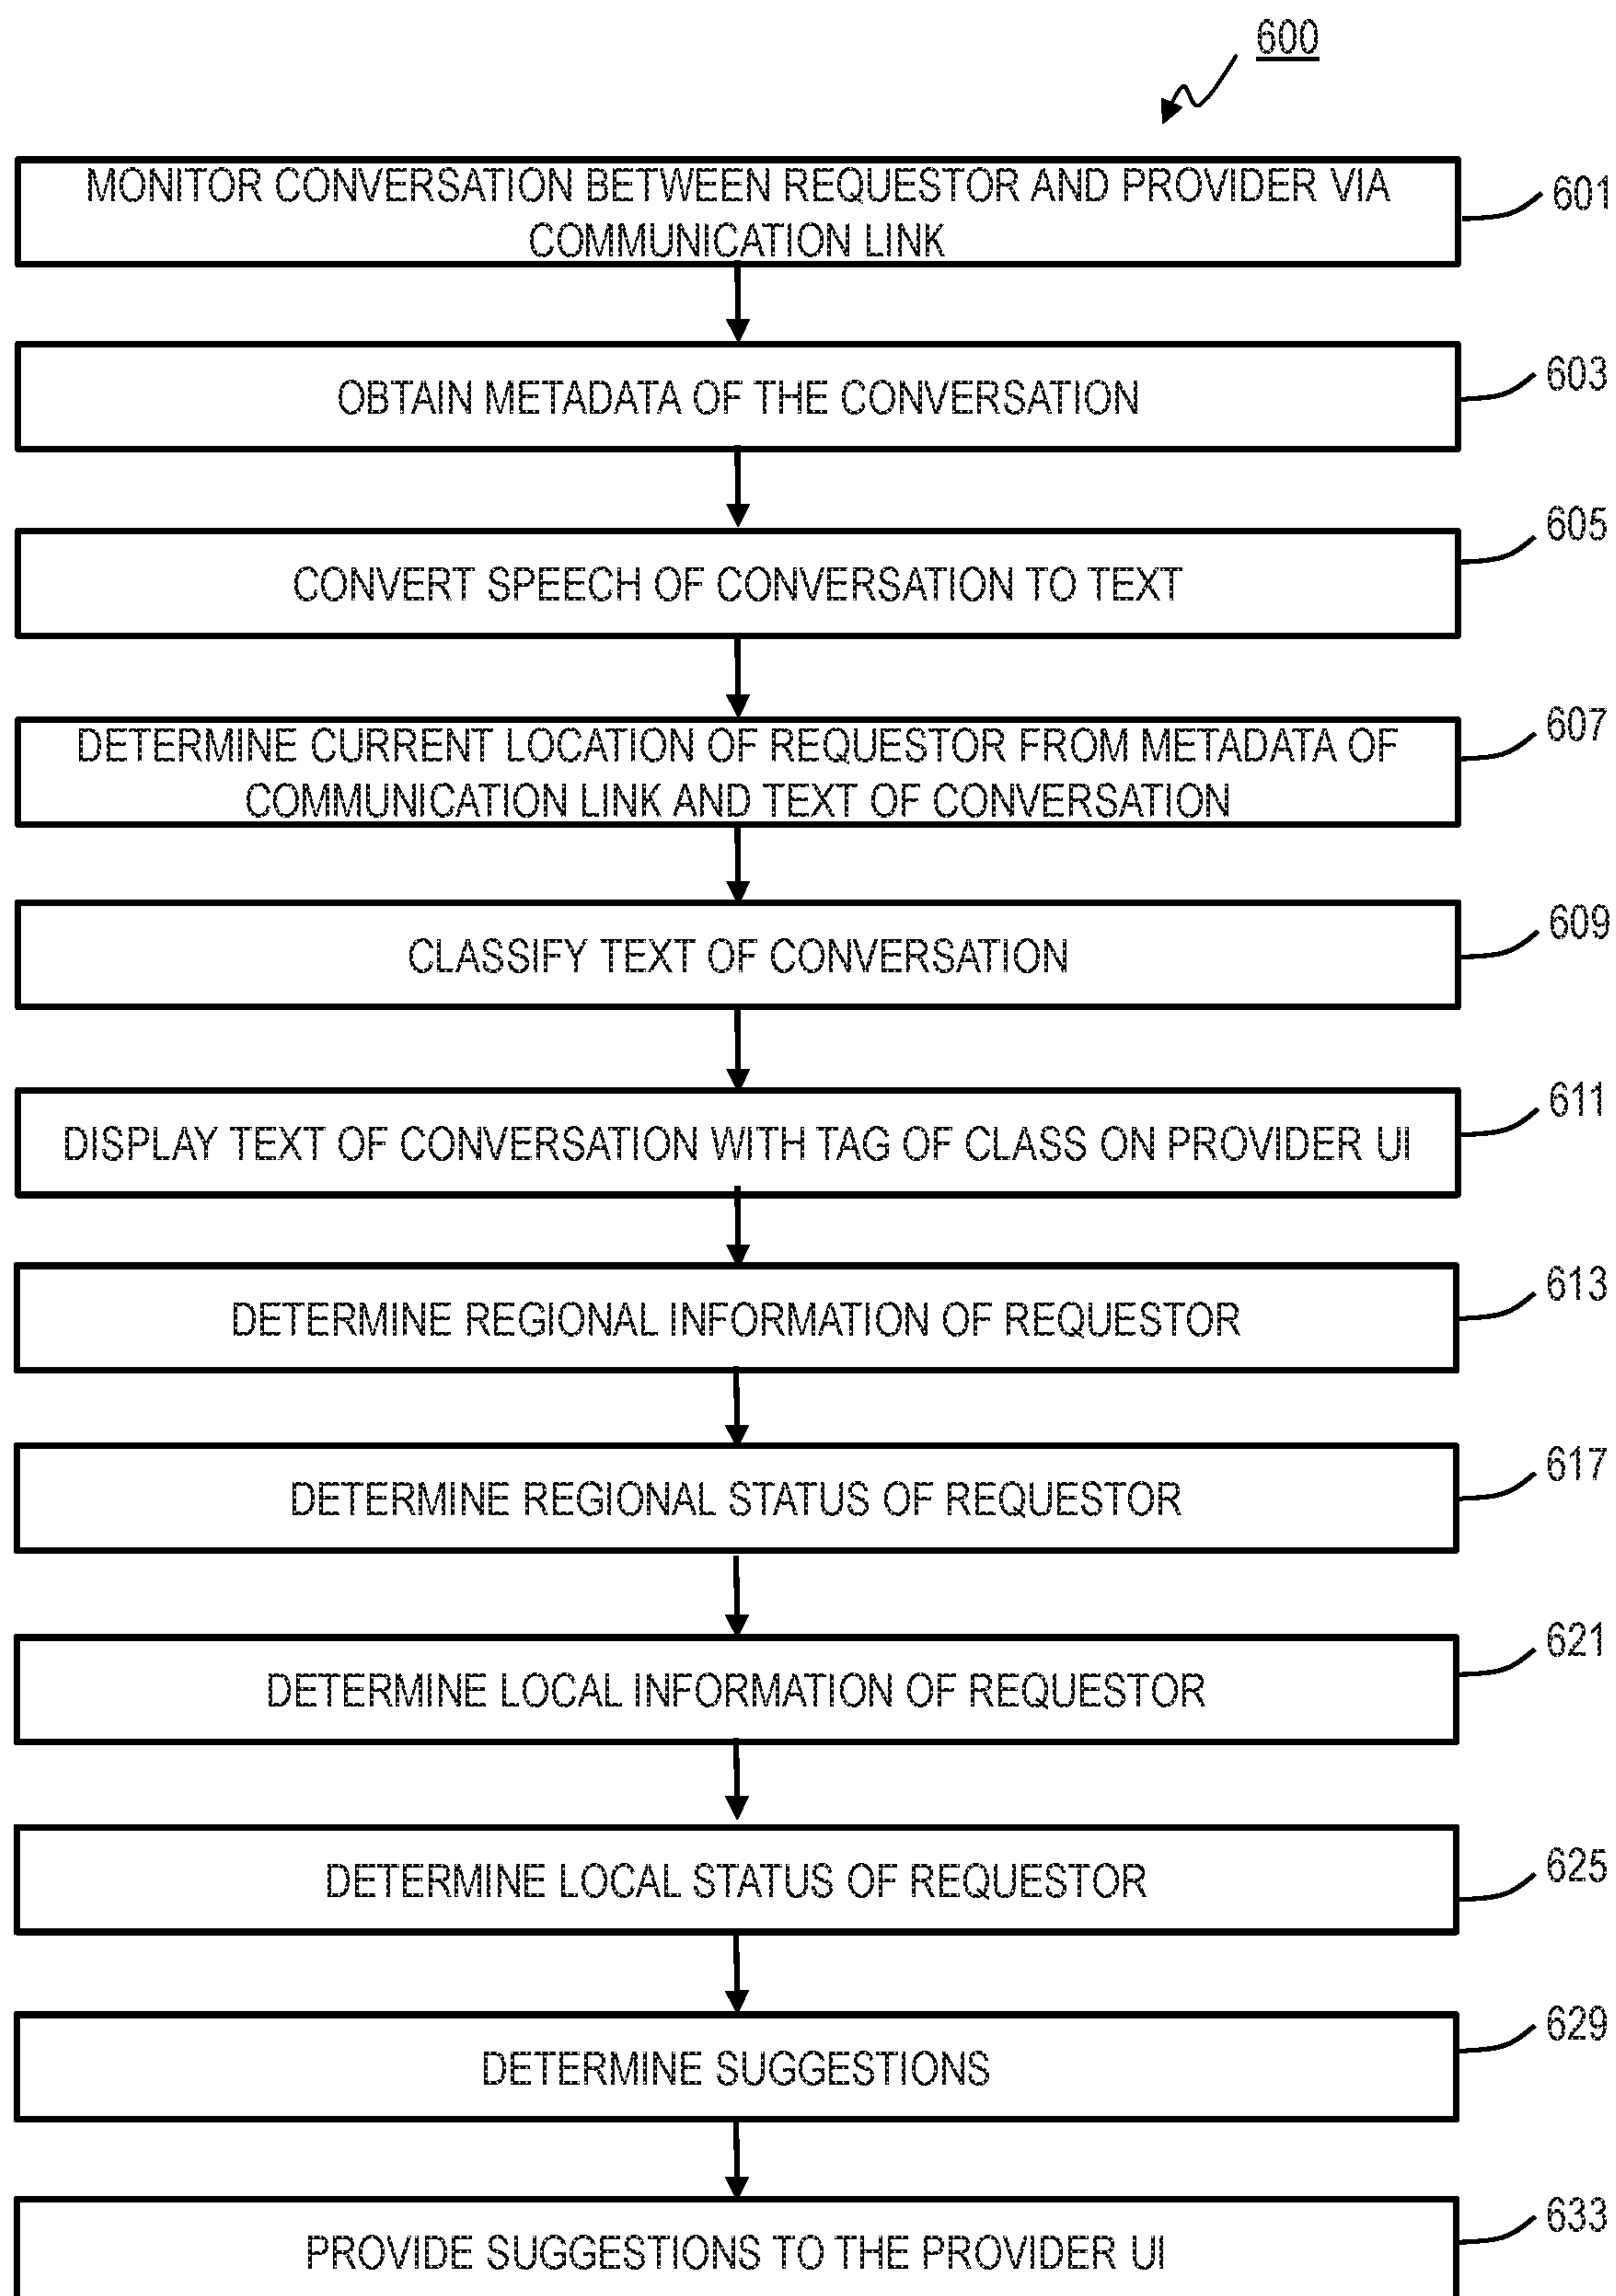 600
MONITOR CONVERSATION BETWEEN REQUESTOR AND PROVIDER VIA
COMMUNICATION LINK
601
OBTAIN METADATA OF THE CONVERSATION
603
CONVERT SPEECH OF CONVERSATION TO TEXT
605
DETERMINE CURRENT LOCATION OF REQUESTOR FROM METADATA OF
COMMUNICATION LINK AND TEXT OF CONVERSATION
607
CLASSIFY TEXT OF CONVERSATION
609
DISPLAY TEXT OF CONVERSATION WITH TAG OF CLASS ON PROVIDER UI
611
DETERMINE REGIONAL INFORMATION OF REQUESTOR
613
DETERMINE REGIONAL STATUS OF REQUESTOR
617
DETERMINE LOCAL INFORMATION OF REQUESTOR
621
DETERMINE LOCAL STATUS OF REQUESTOR
625
DETERMINE SUGGESTIONS
629
PROVIDE SUGGESTIONS TO THE PROVIDER UI
633